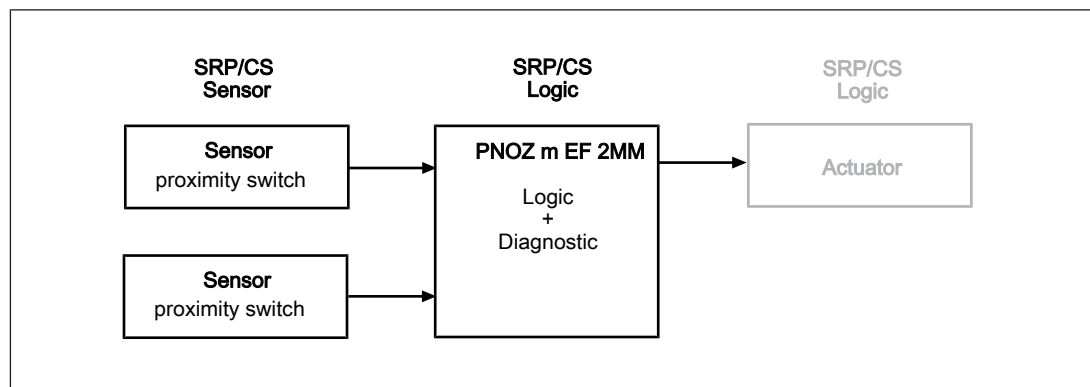 SRP/CS
Sensor
SRP/CS
Logic
SRP/CS
Logic
Sensor
proximity switch
PNOZ m EF 2MM
Logic
+
Diagnostic
Actuator
Sensor
proximity switch